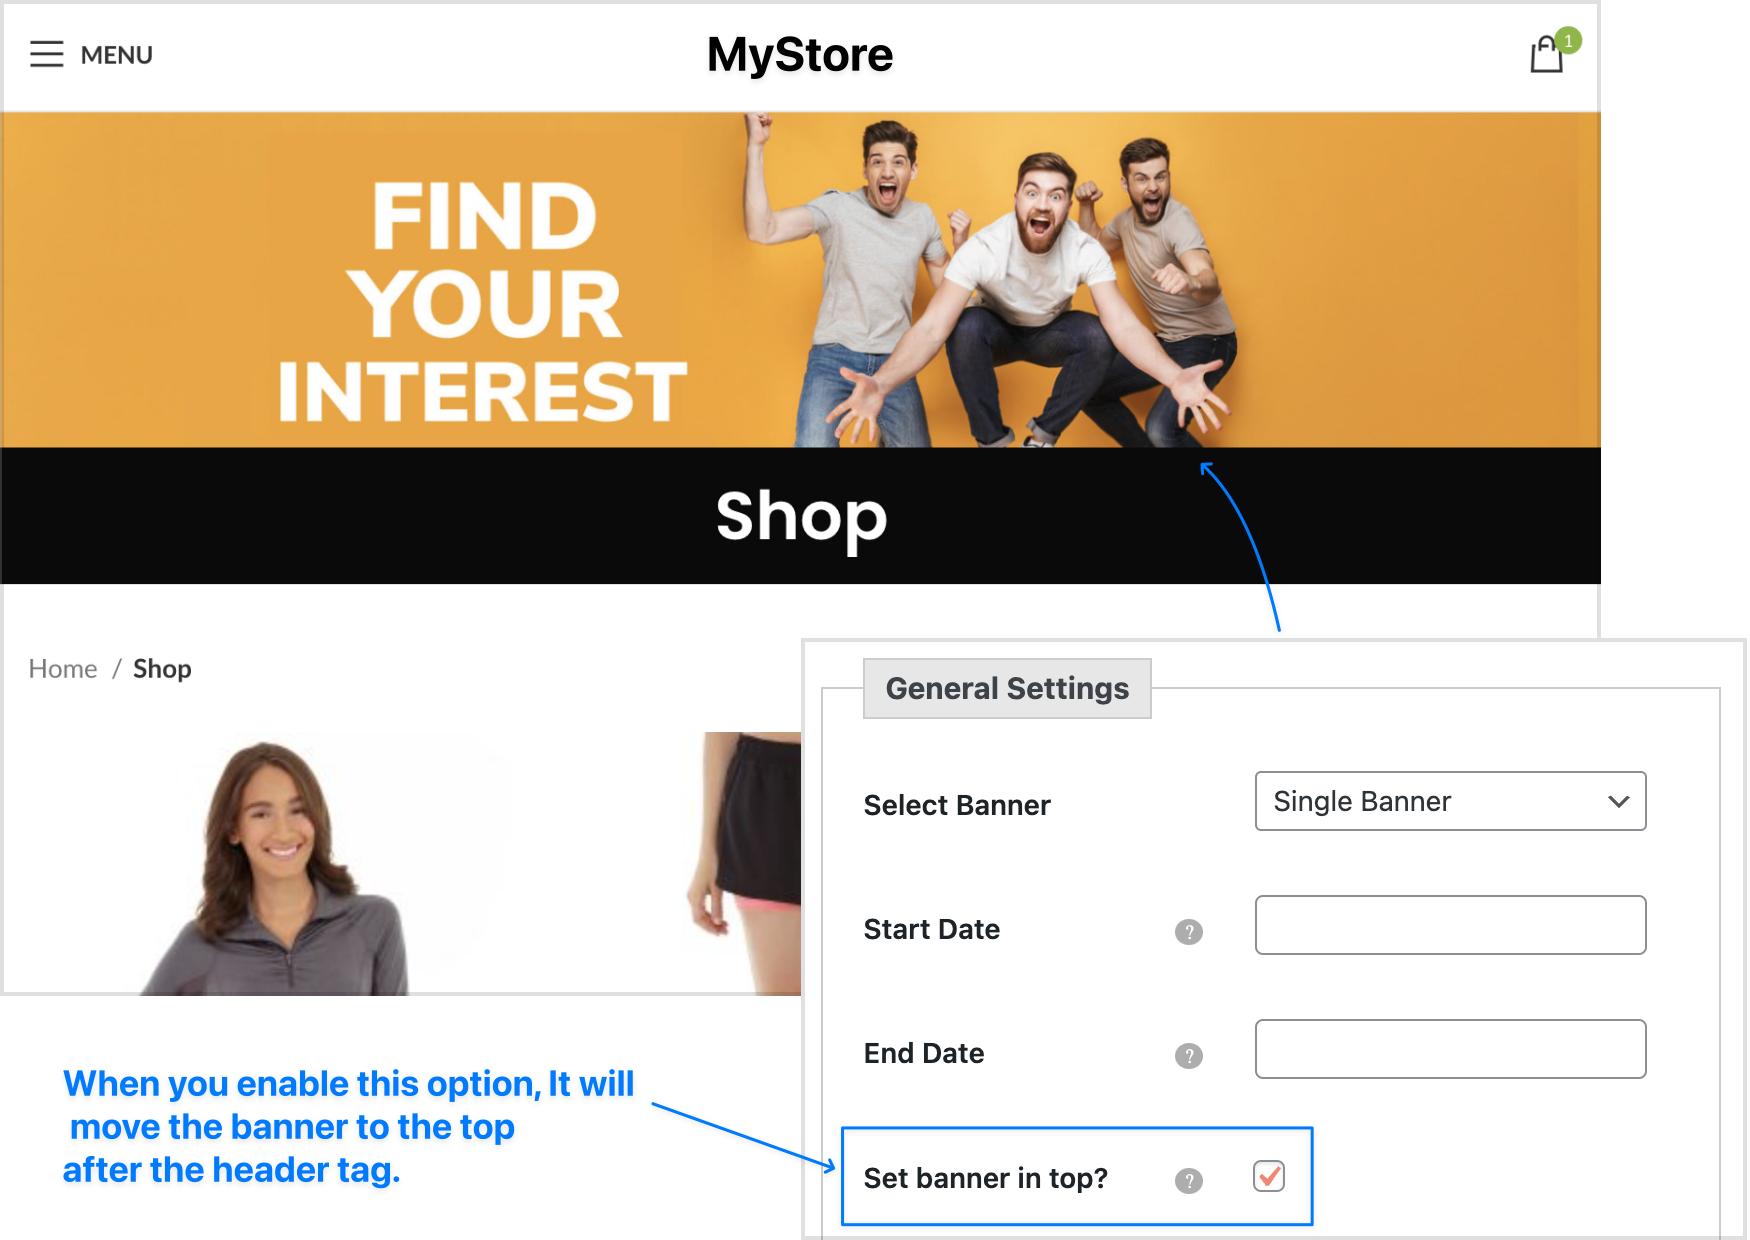 MENU
MyStore
1
FIND
YOUR
INTEREST
Shop
Home / Shop
General Settings
Select Banner
Single Banner
Start Date
?
End Date
?
When you enable this option, It will
move the banner to the top
after the header tag.
Set banner in top?
?